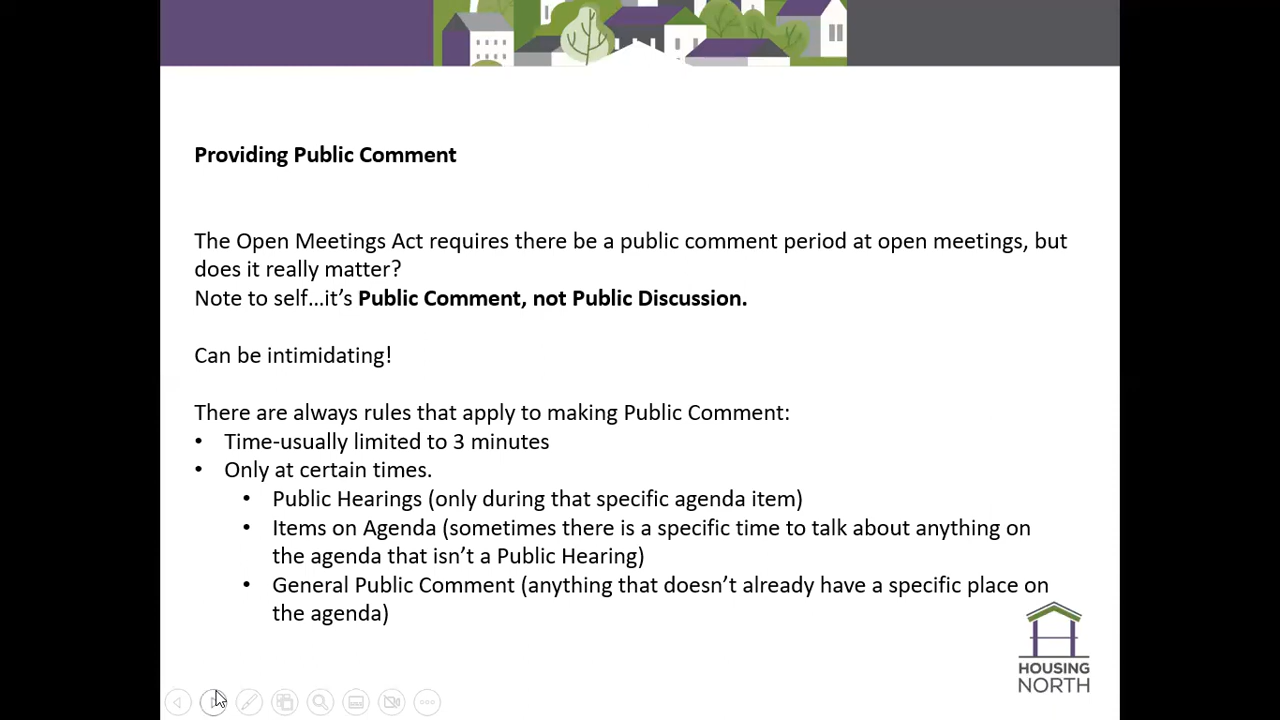 Providing Public Comment
The Open Meetings Act requires there be a public comment period at open meetings, but
does it really matter?
Note to self...it's Public Comment, not Public Discussion.
Can be intimidating!
There are always rules that apply to making Public Comment:
• Time-usually limited to 3 minutes
• Only at certain times.
• Public Hearings (only during that specific agenda item)
• Items on Agenda (sometimes there is a specific time to talk about anything on
the agenda that isn't a Public Hearing)
• General Public Comment (anything that doesn't already have a specific place on
the agenda)
HOUSING
NORTH